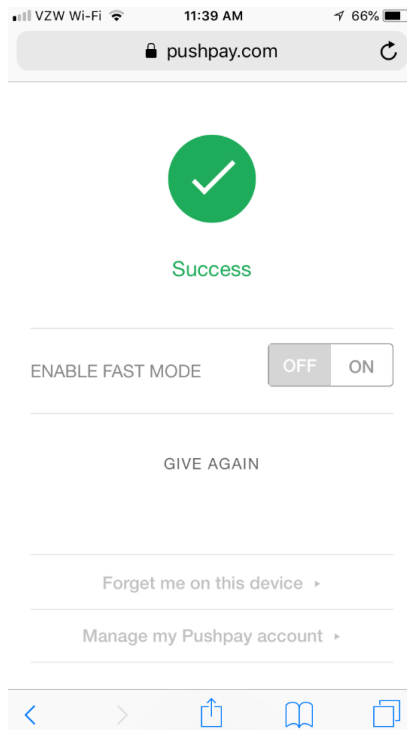 VZW Wi-Fi 11:39 AM 66%
pushpay.com
Success
ENABLE FAST MODE OFF ON
GIVE AGAIN
Forget me on this device ▸
Manage my Pushpay account ▸